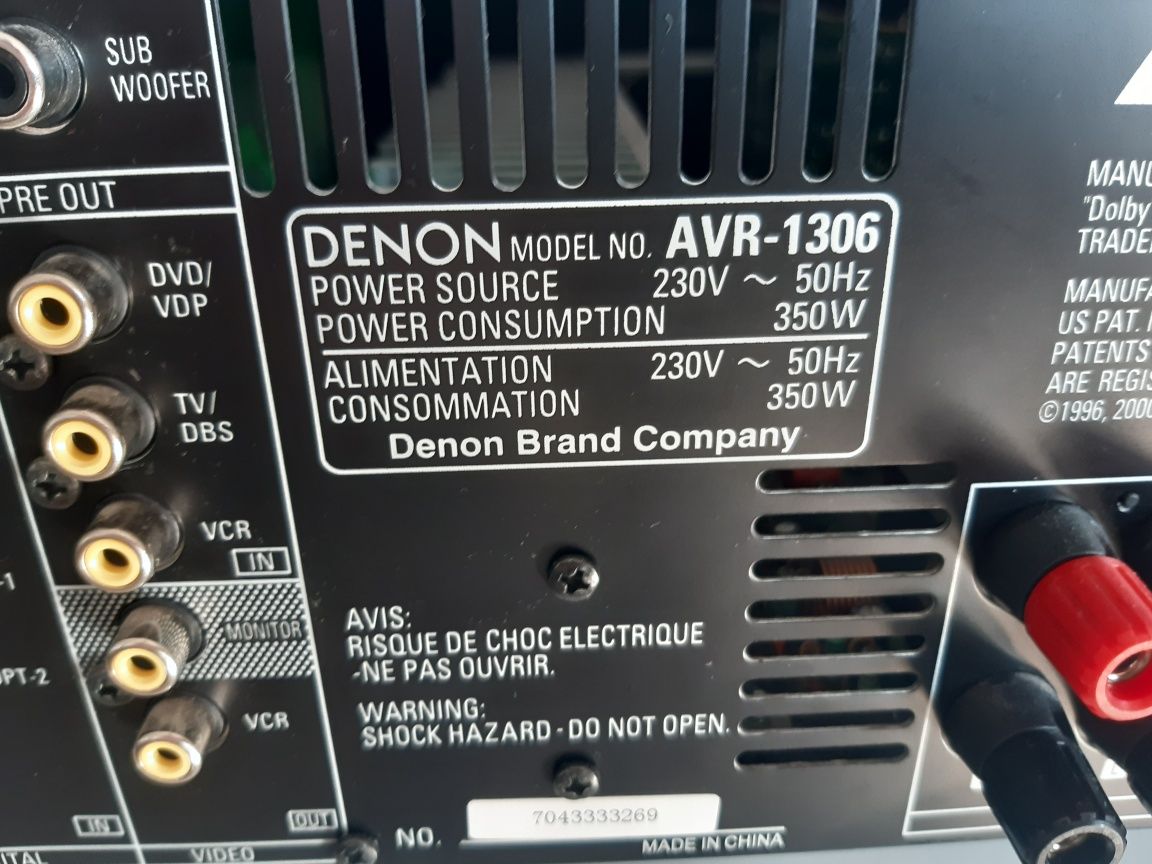 SUB
WOOFER
PRE OUT
DVD/
VDP
TV/
DBS
VCR
IN
MONITOR
VCR
OUT
IN
VIDEO
DENON MODEL NO. AVR-1306
POWER SOURCE 230V ~ 50Hz
POWER CONSUMPTION 350W
ALIMENTATION 230V ~ 50Hz
CONSOMMATION 350W
Denon Brand Company
AVIS:
RISQUE DE CHOC ELECTRIQUE
-NE PAS OUVRIR.
WARNING:
SHOCK HAZARD - DO NOT OPEN.
NO. 7043333269
MADE IN CHINA
"Dolby
US PAT.
PATENTS
ARE
©1996,